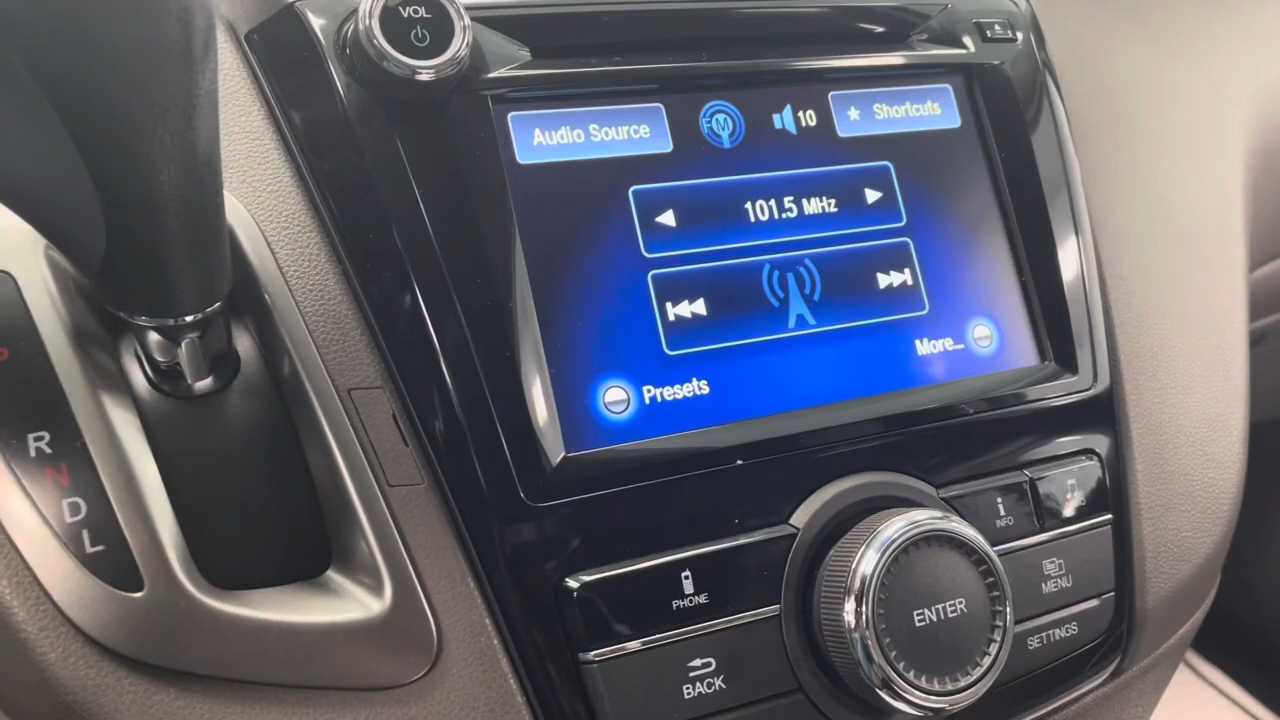 VOL
Audio Source
FM
10
★ Shortcuts
101.5 MHz
Presets
More...
P
R
N
D
L
i
INFO
PHONE
MENU
ENTER
SETTINGS
BACK